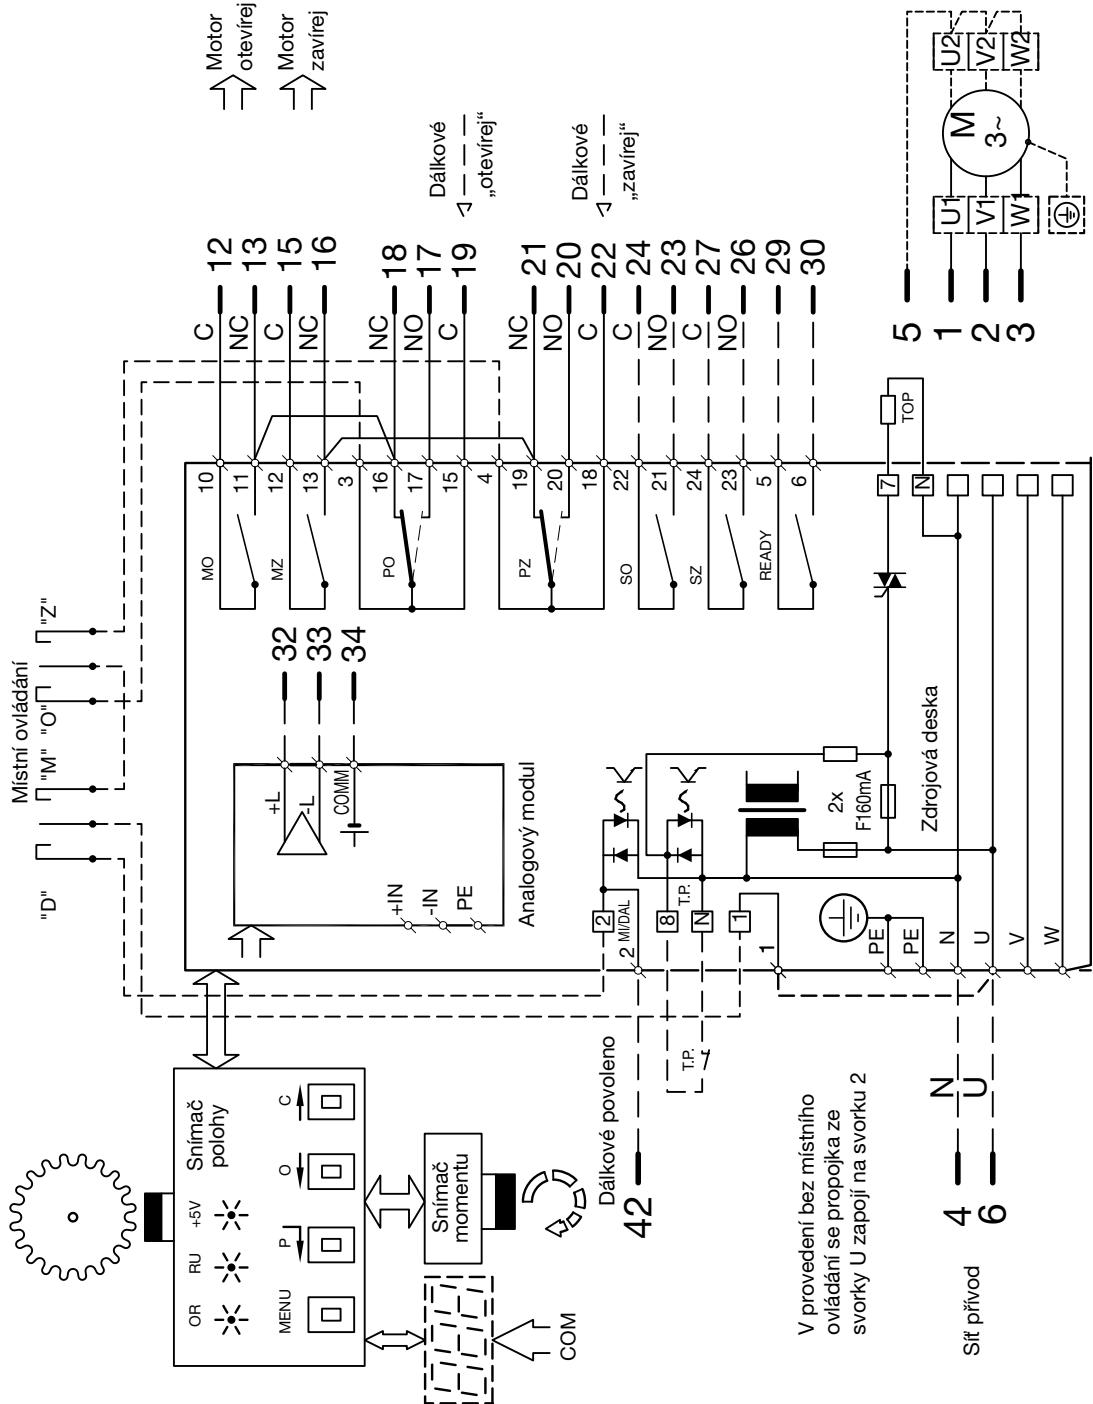 Místní ovládání
"D"
"M"
"O"
"Z"
Motor
otevírej
Motor
zavírej
OR
RU
+5V
Snímač
polohy
MENU
P
O
C
Snímač
momentu
COM
+IN
-IN
PE
+L
-L
COMM
Analogový modul
32
33
34
MO
MZ
PO
PZ
SO
SZ
READY
10
11
12
13
3
16
17
15
4
19
20
18
22
21
24
23
5
6
C
NC
C
NC
NC
NO
C
NC
NO
C
C
NO
C
NO
12
13
15
16
18
17
19
21
20
22
24
23
27
26
29
30
Dálkové
„otevírej“
Dálkové
„zavírej“
Dálkové povoleno
42
2
2
MI/DAL
8
T.P.
N
1
1
T.P.
2x
F160mA
Zdrojová deska
7
N
TOP
PE
PE
N
U
V
W
N
U
4
6
Síť přívod
V provedení bez místního
ovládání se propojka ze
svorky U zapojí na svorku 2
5
1
2
3
U1
V1
W1
M
3~
U2
V2
W2